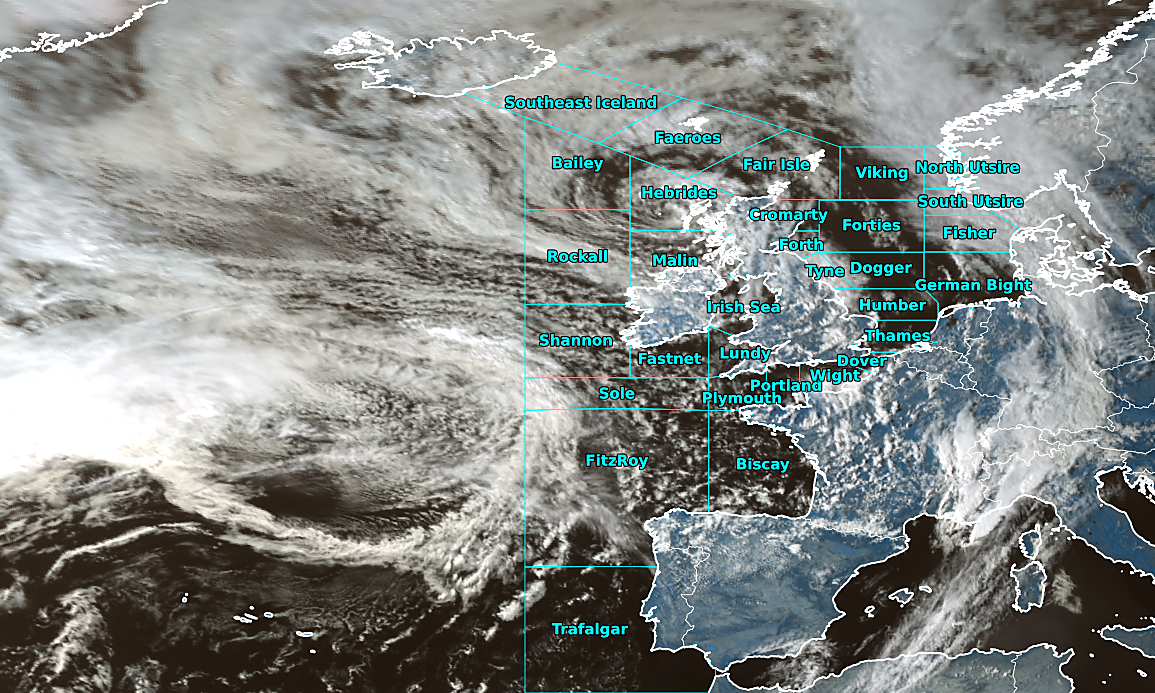 Southeast Iceland
Faeroes
Bailey
Fair Isle
North Utsire
Viking
Hebrides
South Utsire
Cromarty
Forties
Fisher
Forth
Rockall
Malin
Tyne
Dogger
German Bight
Irish Sea
Humber
Thames
Shannon
Lundy
Fastnet
Dover
Wight
Portland
Sole
Plymouth
FitzRoy
Biscay
Trafalgar